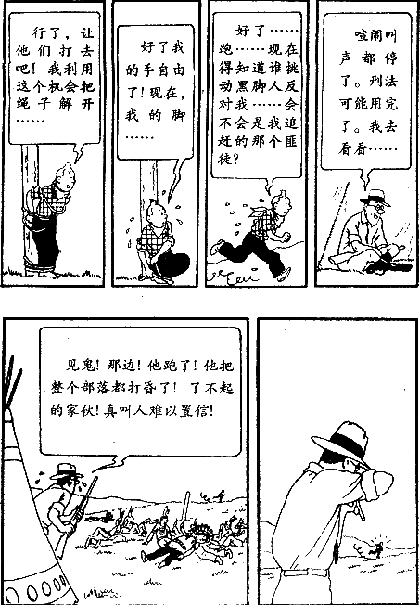 行了，让
他们打去
吧！我利用
这个机会把
绳子解开
……
好了我
的手自由
了！现在，
我的脚
……
好了……
跑……现在
得知道谁挑
动黑脚人反
对我……会
不会是我追
赶的那个匪
徒？
喧闹叫
声都停
了。刑法
可能用完
了。我去
看看……
见鬼！那边！他跑了！他把
整个部落都打昏了！了不起
的家伙！真叫人难以置信！